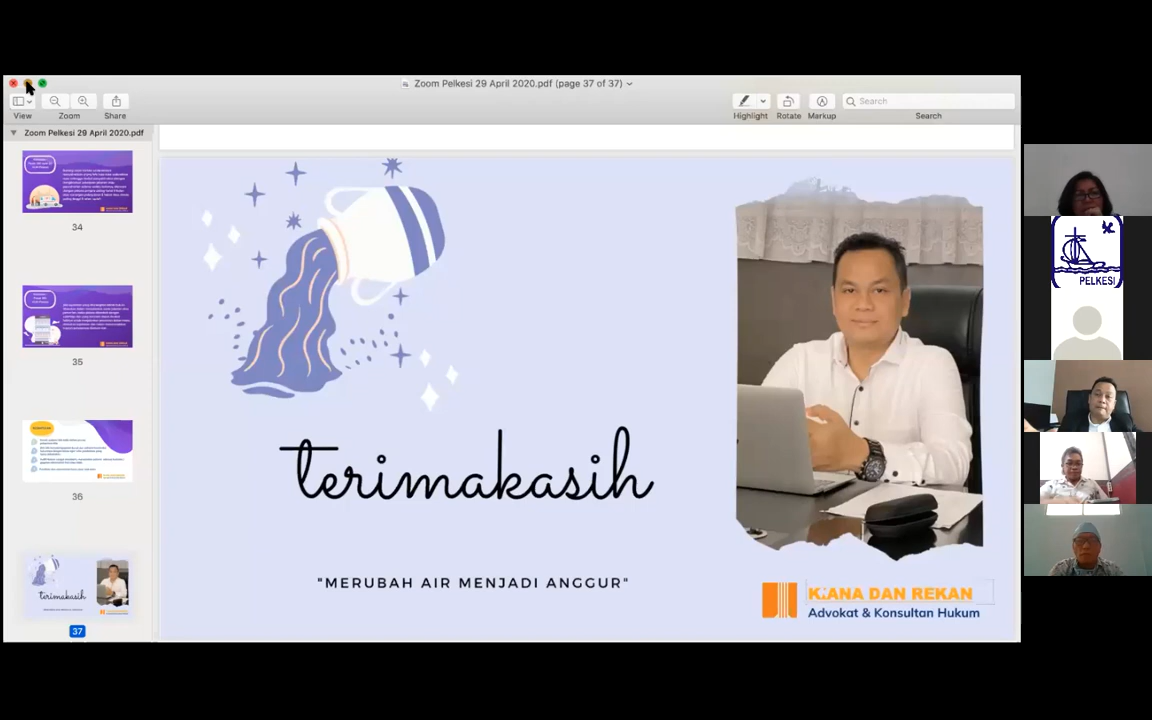 Zoom Pelkesi 29 April 2020.pdf (page 37 of 37)
View
Zoom
Share
Highlight
Rotate
Markup
Search
Search
Zoom Pelkesi 29 April 2020.pdf
34
35
36
37
terimakasih
"MERUBAH AIR MENJADI ANGGUR"
KIANA DAN REKAN
Advokat & Konsultan Hukum
PELKESI